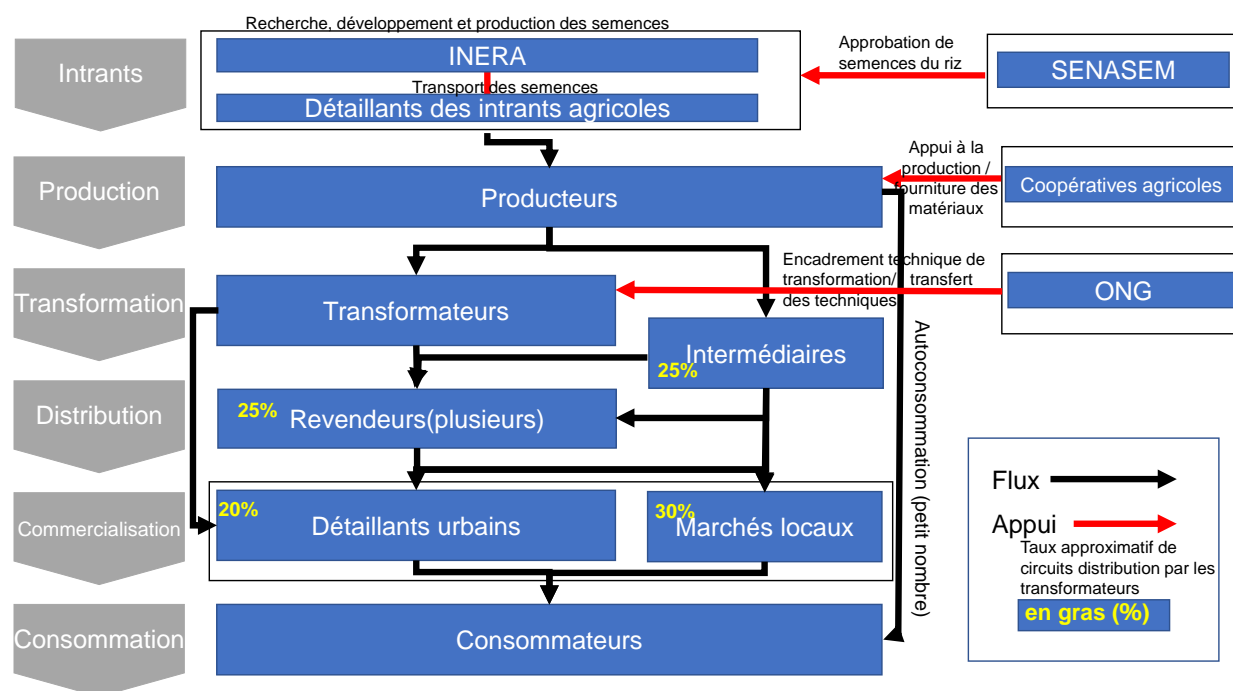 Recherche, développement et production des semences
Intrants
INERA
Transport des semences
Détaillants des intrants agricoles
Approbation de
semences du riz
SENASEM
Production
Producteurs
Appui à la
production /
fourniture des
matériaux
Coopératives agricoles
Transformation
Transformateurs
Encadrement technique de
transformation/ transfert
des techniques
ONG
Intermédiaires
25%
Distribution
25%
Revendeurs(plusieurs)
Autoconsommation (petit nombre)
Commercialisation
20%
Détaillants urbains
30%
Marchés locaux
Consommation
Consommateurs
Flux
Appui
Taux approximatif de
circuits distribution par les
transformateurs
en gras (%)